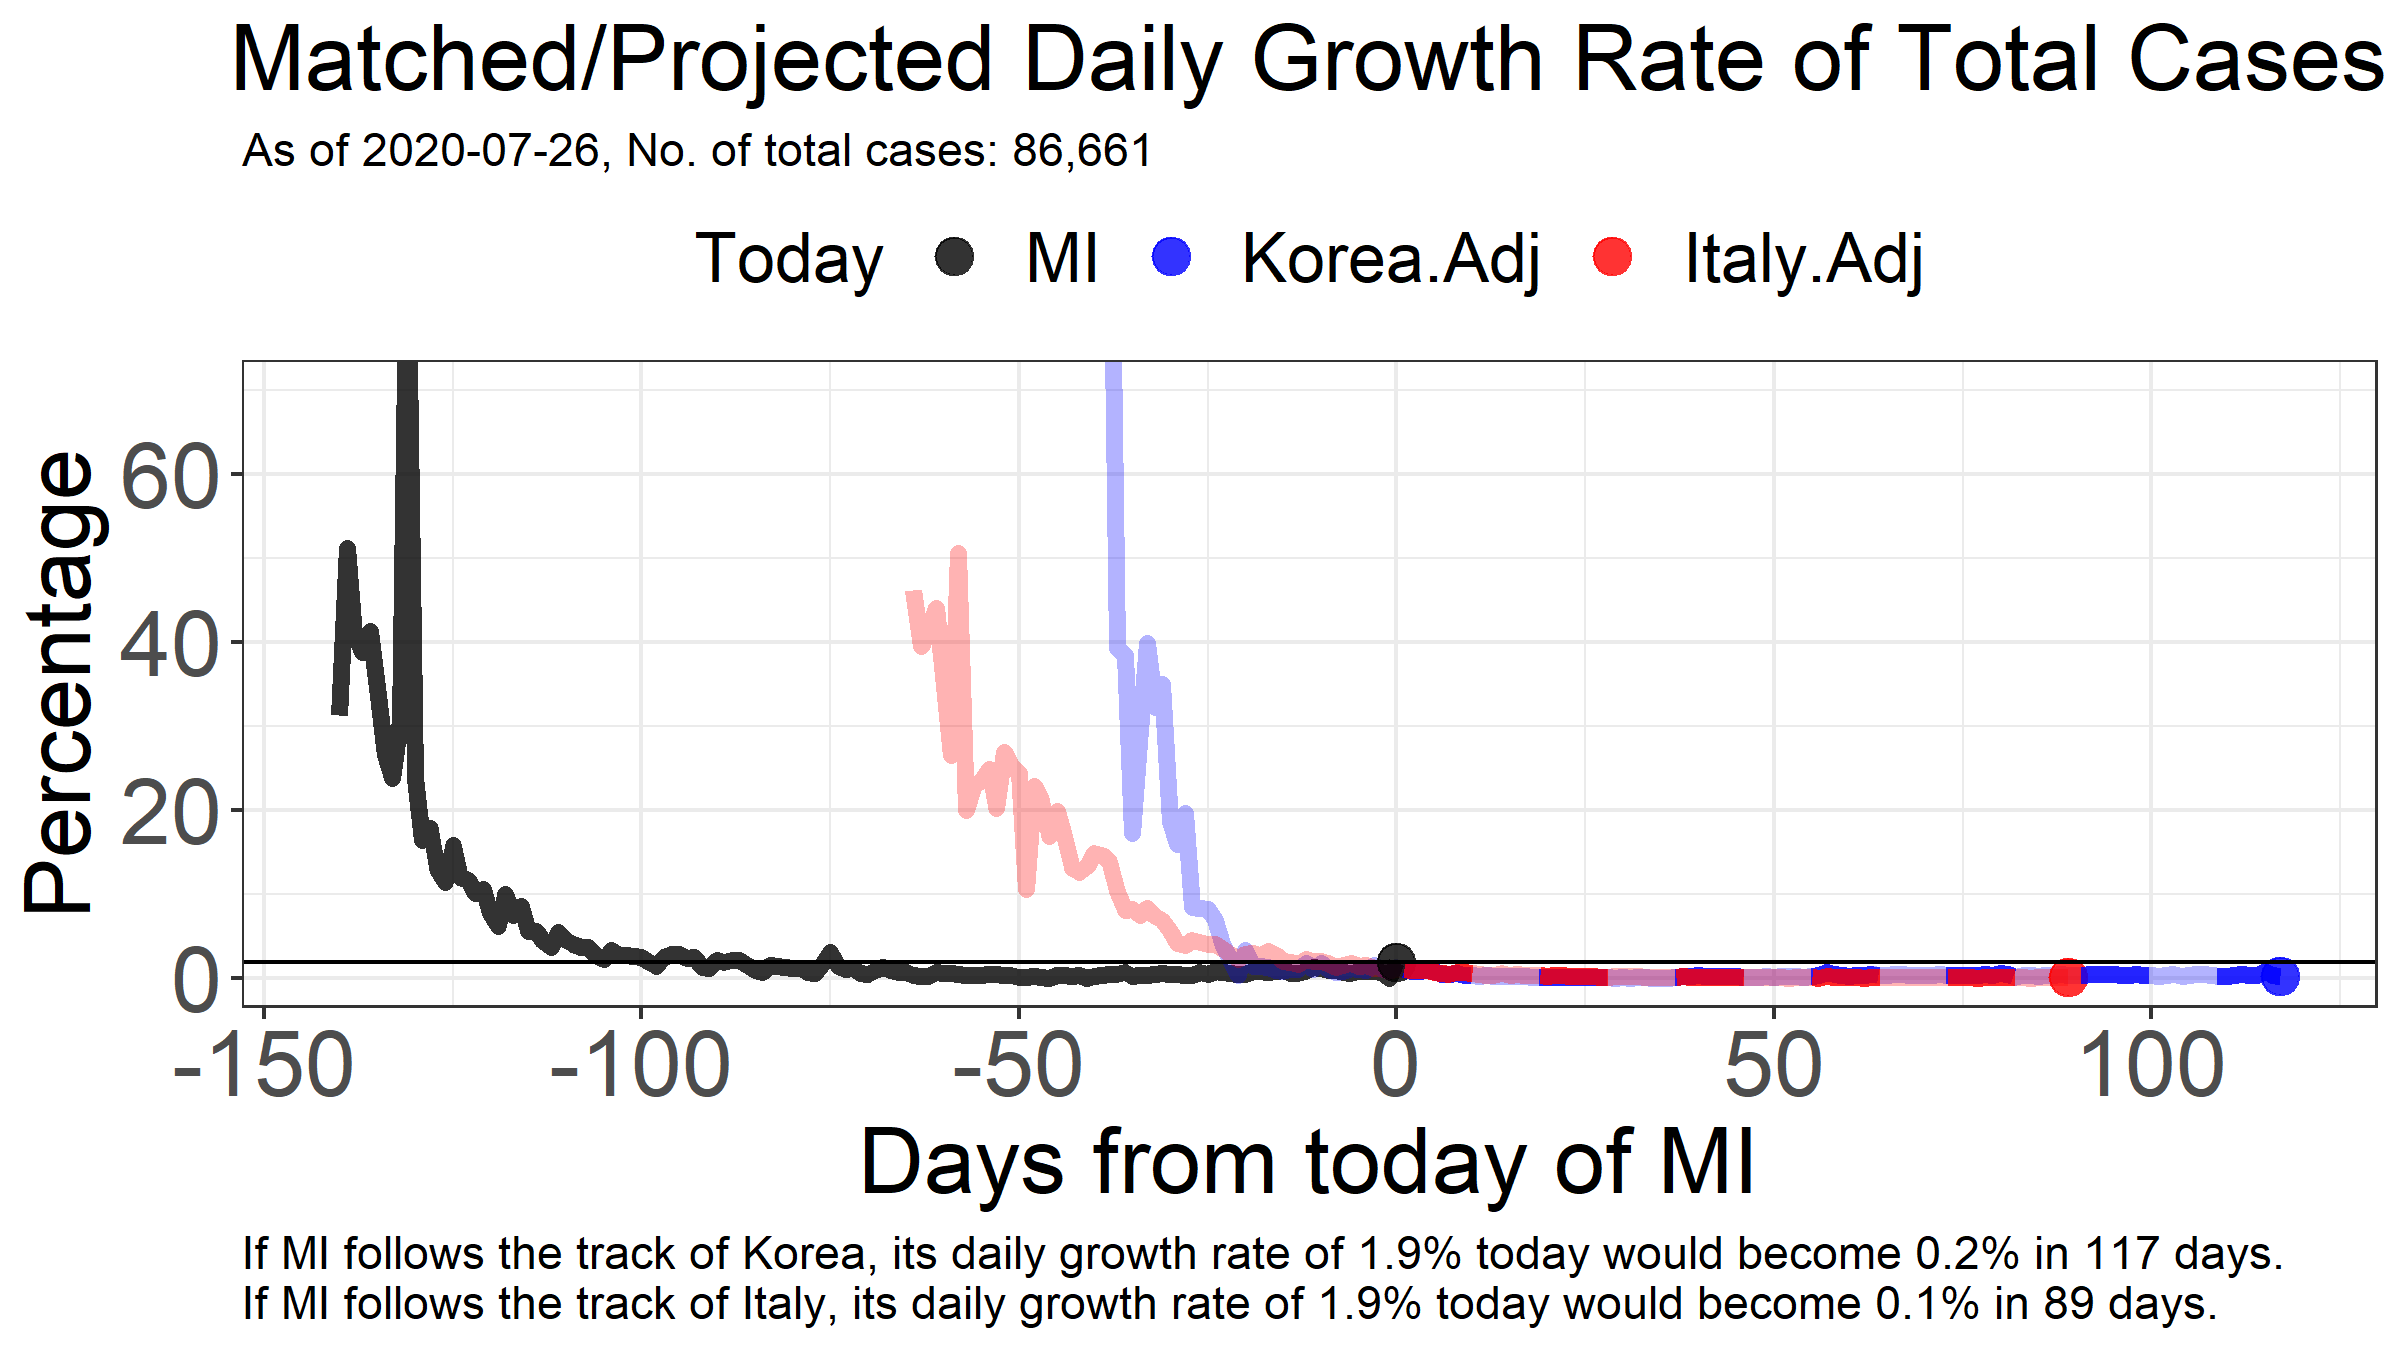 Matched/Projected Daily Growth Rate of Total Cases
As of 2020-07-26, No. of total cases: 86,661
Today MI Korea.Adj Italy.Adj
Percentage
60
40
20
0
-150 -100 -50 0 50 100
Days from today of MI
If MI follows the track of Korea, its daily growth rate of 1.9% today would become 0.2% in 117 days.
If MI follows the track of Italy, its daily growth rate of 1.9% today would become 0.1% in 89 days.